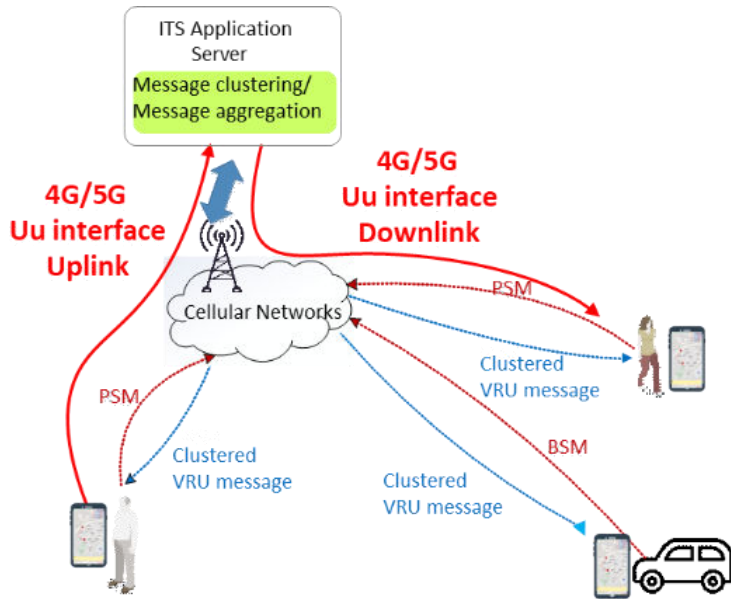 ITS Application
Server
Message clustering/
Message aggregation
4G/5G
Uu interface
Uplink
4G/5G
Uu interface
Downlink
Cellular Networks
PSM
Clustered
VRU message
PSM
Clustered
VRU message
BSM
Clustered
VRU message